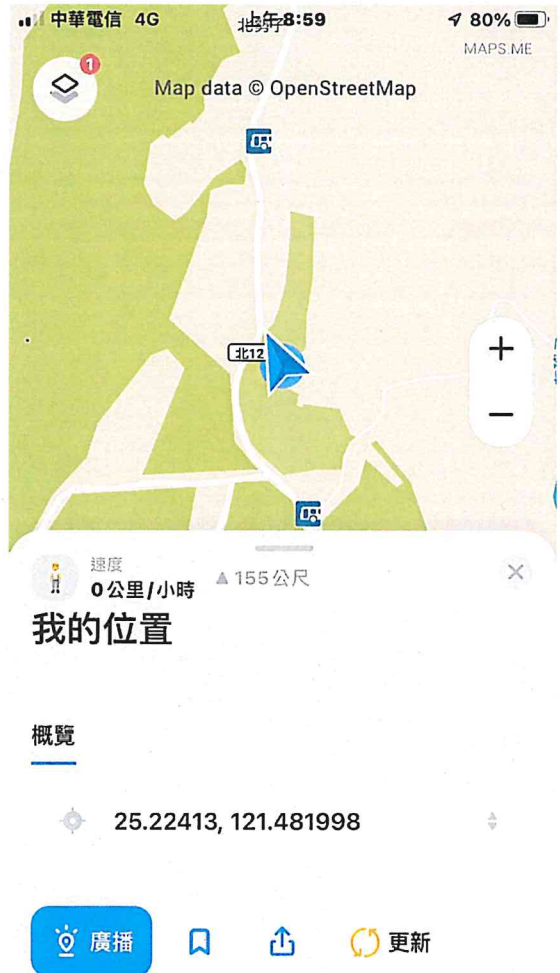 中華電信 4G 上午8:59 80%
MAPS.ME
1
Map data © OpenStreetMap
北12
+
−
速度
0公里/小時 ▲155公尺
我的位置
概覽
25.22413, 121.481998
廣播 更新